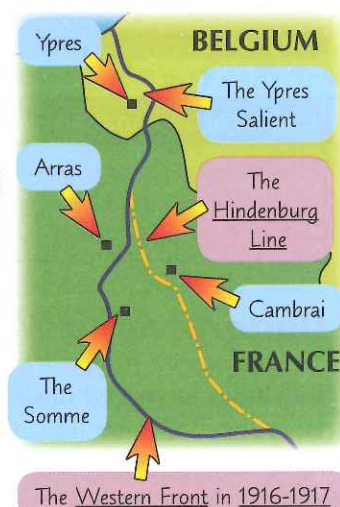 Ypres
BELGIUM
The Ypres
Salient
Arras
The
Hindenburg
Line
Cambrai
The
Somme
FRANCE
The Western Front in 1916-1917